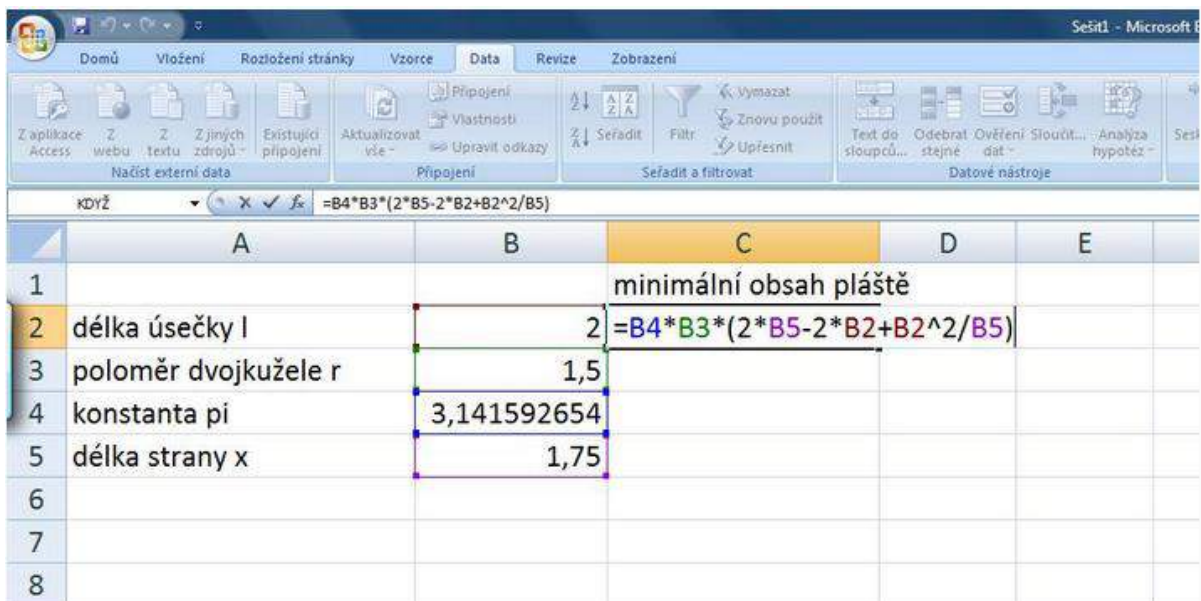 Sešit1 - Microsoft E
Domů Vložení Rozložení stránky Vzorce Data Revize Zobrazení
Z aplikace Access Z webu Z textu Z jiných zdrojů Existující připojení Aktualizovat vše Připojení Vlastnosti Upravit odkazy Seřadit Filtr Vymazat Znovu použít Upřesnit Text do sloupců... Odebrat stejné Ověření dat Sloučit... Analýza hypotéz Ses
Načíst externí data Připojení Seřadit a filtrovat Datové nástroje
KDYŽ fx =B4*B3*(2*B5-2*B2+B2^2/B5)
A B C D E
1 minimální obsah pláště
2 délka úsečky l 2 =B4*B3*(2*B5-2*B2+B2^2/B5)
3 poloměr dvojkužele r 1,5
4 konstanta pi 3,141592654
5 délka strany x 1,75
6
7
8